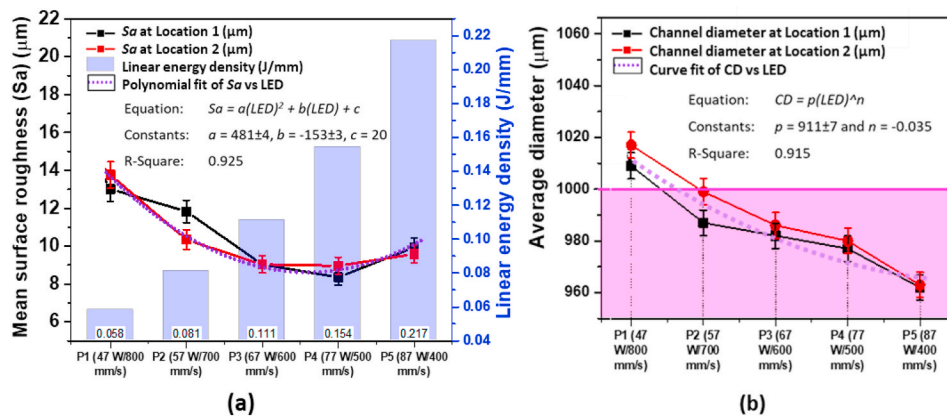 (a)
Mean surface roughness (Sa) (μm)
22
20
18
16
14
12
10
8
6
Sa at Location 1 (μm)
Sa at Location 2 (μm)
Linear energy density (J/mm)
Polynomial fit of Sa vs LED
Equation: Sa = a(LED)² + b(LED) + c
Constants: a = 481±4, b = -153±3, c = 20
R-Square: 0.925
0.058
0.081
0.111
0.154
0.217
0.22
0.20
0.18
0.16
0.14
0.12
0.10
0.08
0.06
0.04
Linear energy density (J/mm)
P1 (47 P2 (57 P3 (67 P4 (77 P5 (87
W/800 W/700 W/600 W/500 W/400
mm/s) mm/s) mm/s) mm/s) mm/s)
(a)
(b)
Average diameter (μm)
1060
1040
1020
1000
980
960
Channel diameter at Location 1 (μm)
Channel diameter at Location 2 (μm)
Curve fit of CD vs LED
Equation: CD = p(LED)^n
Constants: p = 911±7 and n = -0.035
R-Square: 0.915
P1 (47 P2 (57 P3 (67 P4 (77 P5 (87
W/800 W/700 W/600 W/500 W/400
mm/s) mm/s) mm/s) mm/s) mm/s)
(b)